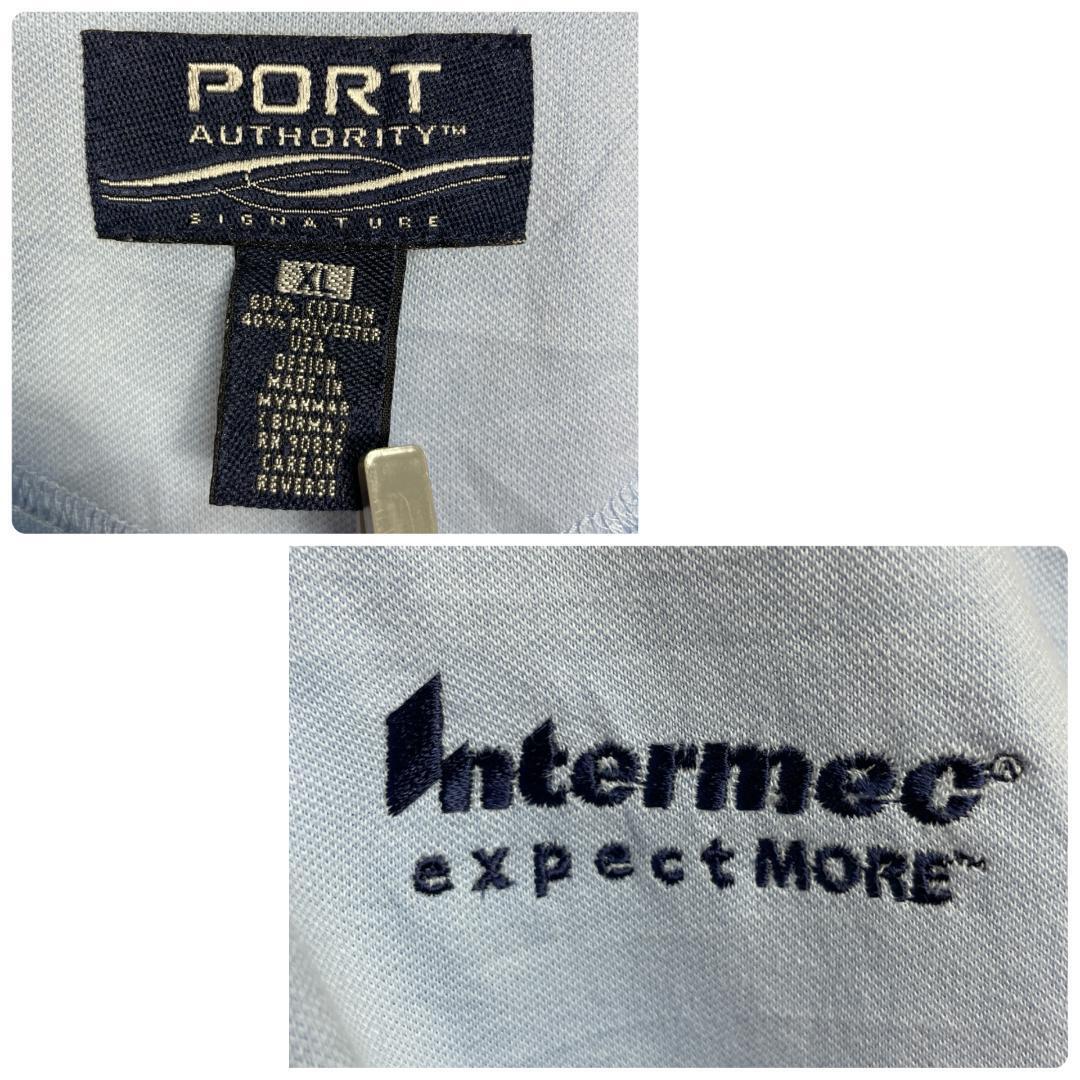 PORT
AUTHORITY™
SIGNATURE
XL
60% COTTON
40% POLYESTER
USA
DESIGN
MADE IN
MYANMAR
(BURMA)
CARE ON
REVERSE
Intermec®
expectMORE™